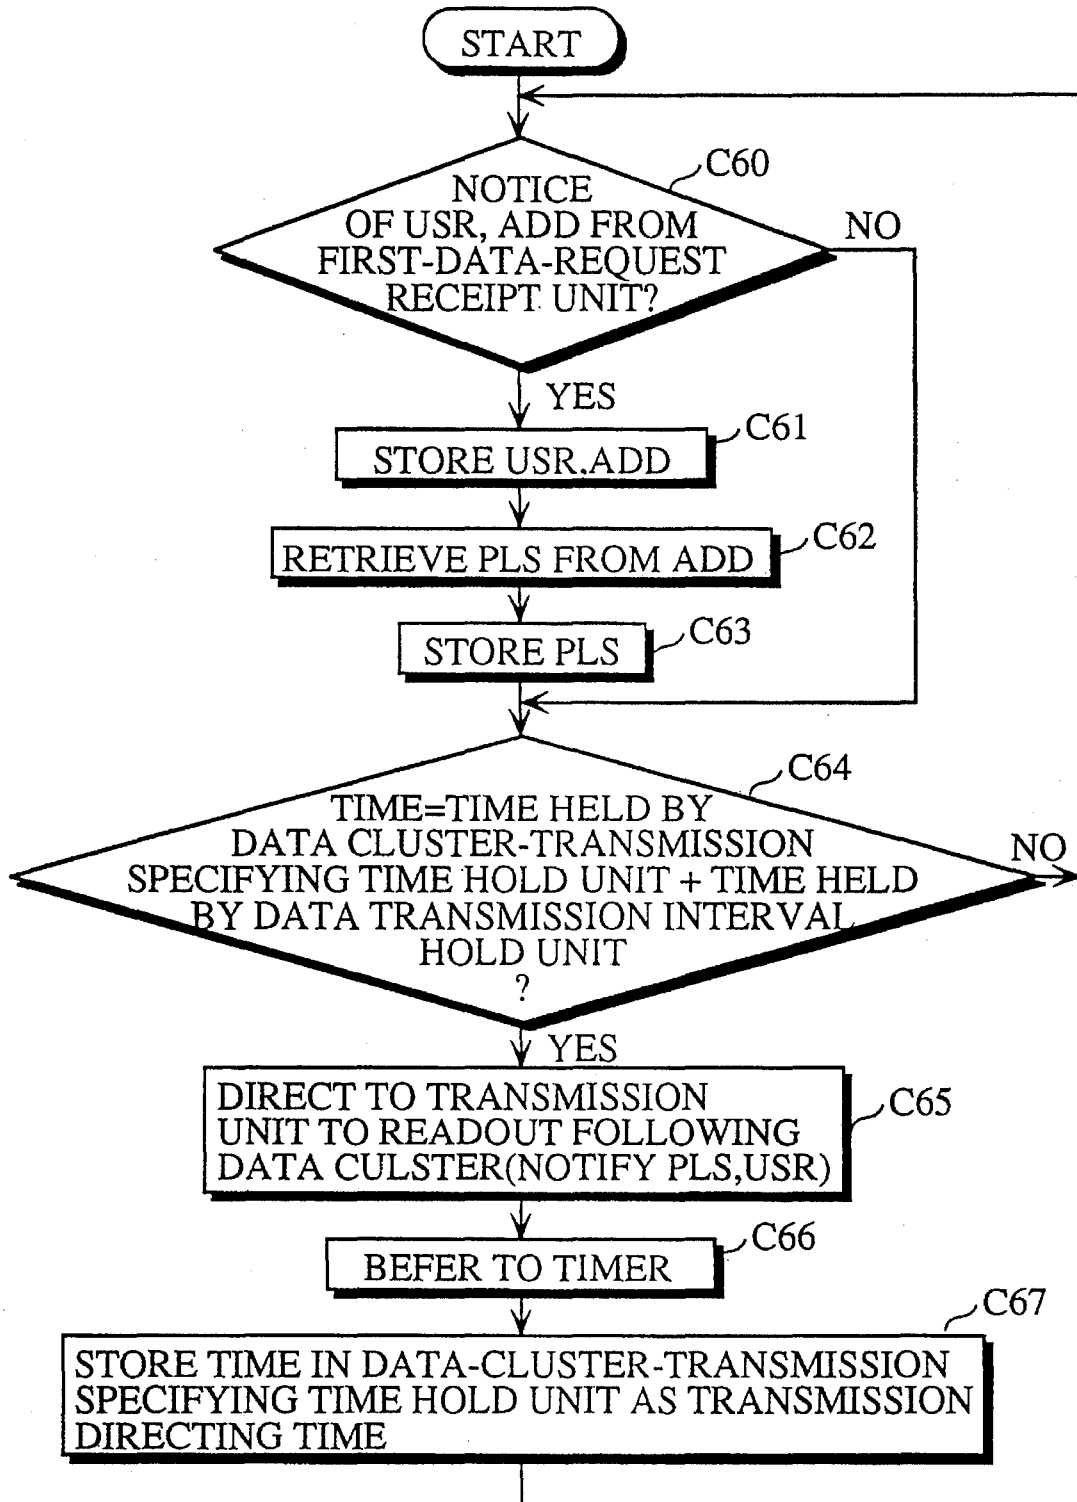 START
C60
NOTICE
OF USR, ADD FROM
FIRST-DATA-REQUEST
RECEIPT UNIT?
NO
YES
C61
STORE USR.ADD
C62
RETRIEVE PLS FROM ADD
C63
STORE PLS
C64
TIME=TIME HELD BY
DATA CLUSTER-TRANSMISSION
SPECIFYING TIME HOLD UNIT + TIME HELD
BY DATA TRANSMISSION INTERVAL
HOLD UNIT
?
NO
YES
C65
DIRECT TO TRANSMISSION
UNIT TO READOUT FOLLOWING
DATA CULSTER(NOTIFY PLS,USR)
C66
BEFER TO TIMER
C67
STORE TIME IN DATA-CLUSTER-TRANSMISSION
SPECIFYING TIME HOLD UNIT AS TRANSMISSION
DIRECTING TIME